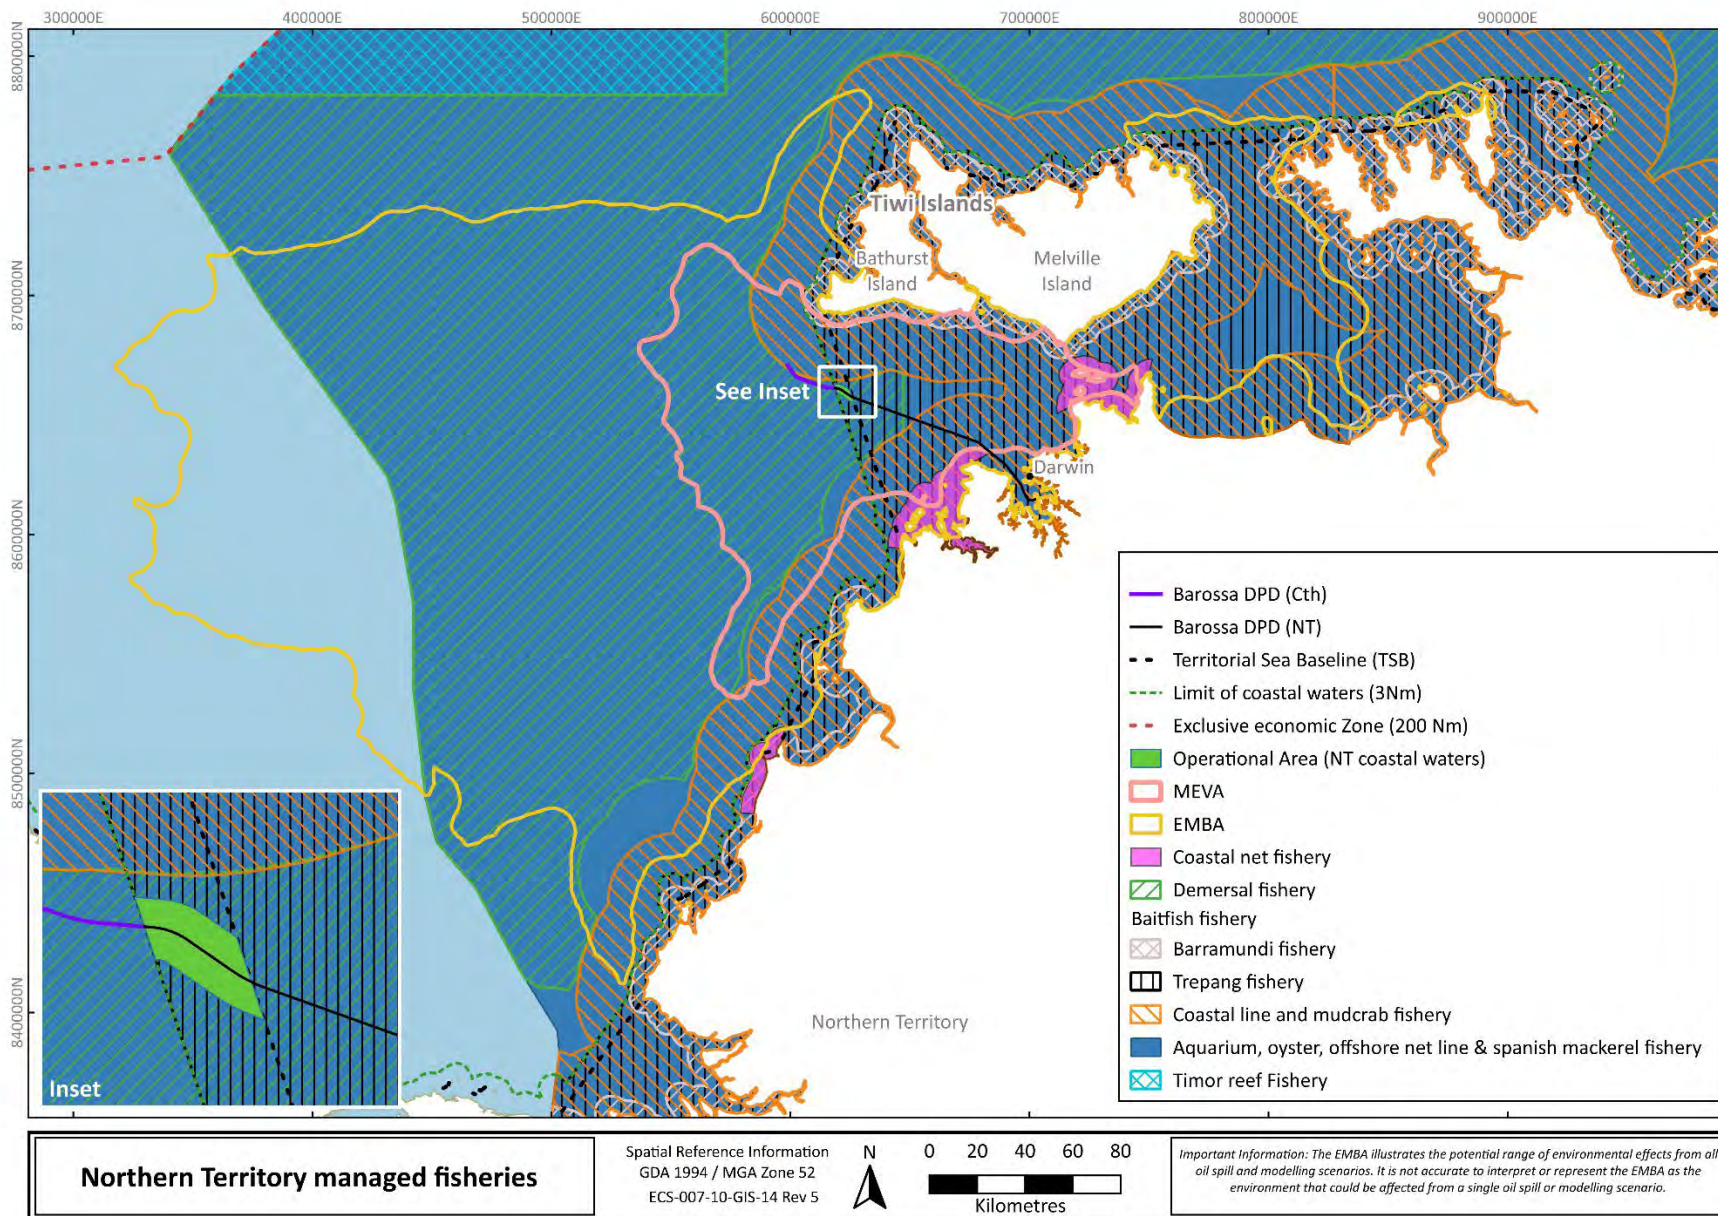 300000E 400000E 500000E 600000E 700000E 800000E 900000E
8800000N
8700000N
8600000N
8500000N
8400000N
Tiwi Islands
Bathurst
Island
Melville
Island
See Inset
Darwin
Northern Territory
Inset
Barossa DPD (Cth)
Barossa DPD (NT)
Territorial Sea Baseline (TSB)
Limit of coastal waters (3Nm)
Exclusive economic Zone (200 Nm)
Operational Area (NT coastal waters)
MEVA
EMBA
Coastal net fishery
Demersal fishery
Baitfish fishery
Barramundi fishery
Trepang fishery
Coastal line and mudcrab fishery
Aquarium, oyster, offshore net line & spanish mackerel fishery
Timor reef Fishery
Northern Territory managed fisheries
Spatial Reference Information
GDA 1994 / MGA Zone 52
ECS-007-10-GIS-14 Rev 5
N
0 20 40 60 80
Kilometres
Important Information: The EMBA illustrates the potential range of environmental effects from all
oil spill and modelling scenarios. It is not accurate to interpret or represent the EMBA as the
environment that could be affected from a single oil spill or modelling scenario.